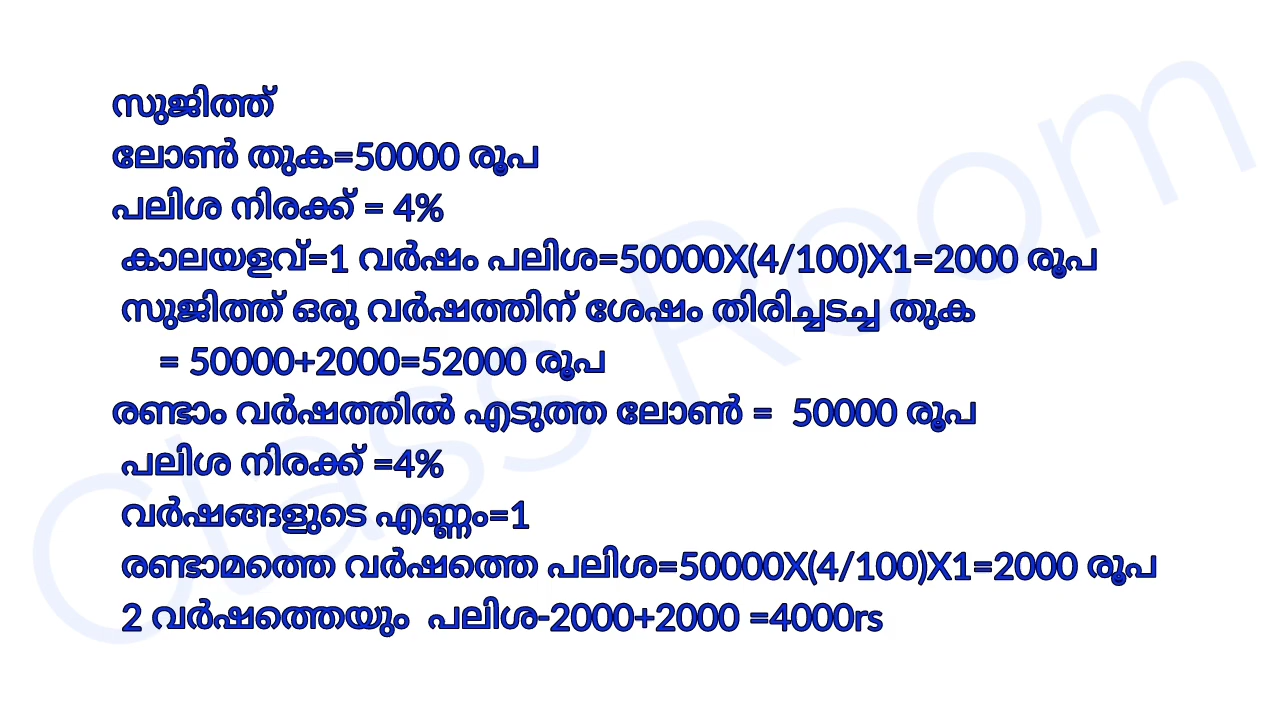 സുജിത്ത്
ലോൺ തുക=50000 രൂപ
പലിശ നിരക്ക് = 4%
കാലയളവ്=1 വർഷം പലിശ=50000X(4/100)X1=2000 രൂപ
സുജിത്ത് ഒരു വർഷത്തിന് ശേഷം തിരിച്ചടച്ച തുക
= 50000+2000=52000 രൂപ
രണ്ടാം വർഷത്തിൽ എടുത്ത ലോൺ = 50000 രൂപ
പലിശ നിരക്ക് =4%
വർഷങ്ങളുടെ എണ്ണം=1
രണ്ടാമത്തെ വർഷത്തെ പലിശ=50000X(4/100)X1=2000 രൂപ
2 വർഷത്തെയും പലിശ-2000+2000 =4000rs
Class Room